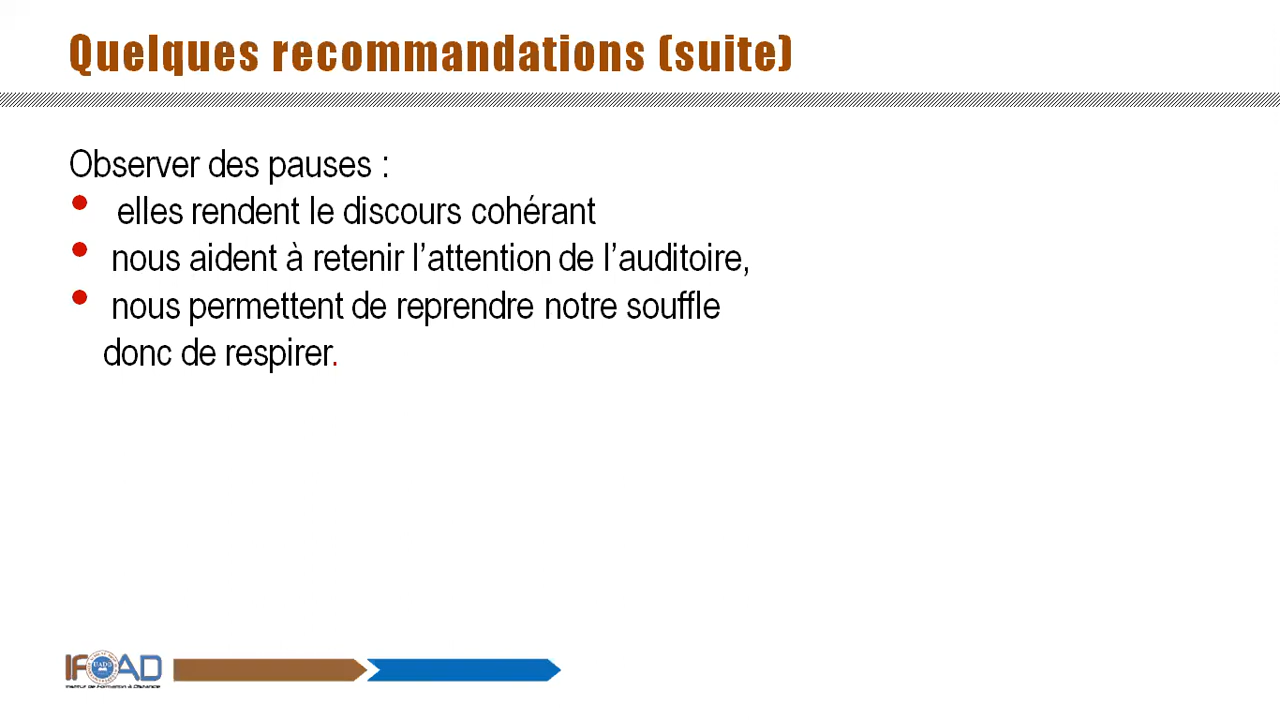 Quelques recommandations (suite)
Observer des pauses :
• elles rendent le discours cohérant
• nous aident à retenir l’attention de l’auditoire,
• nous permettent de reprendre notre souffle
donc de respirer.
IFOAD
Institut de Formation à Distance